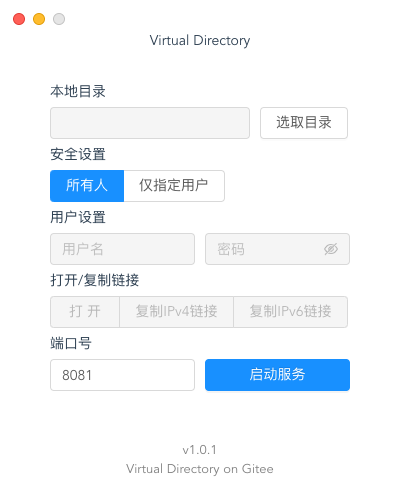 Virtual Directory
本地目录
选取目录
安全设置
所有人 仅指定用户
用户设置
用户名 密码
打开/复制链接
打 开 复制IPv4链接 复制IPv6链接
端口号
8081 启动服务
v1.0.1
Virtual Directory on Gitee